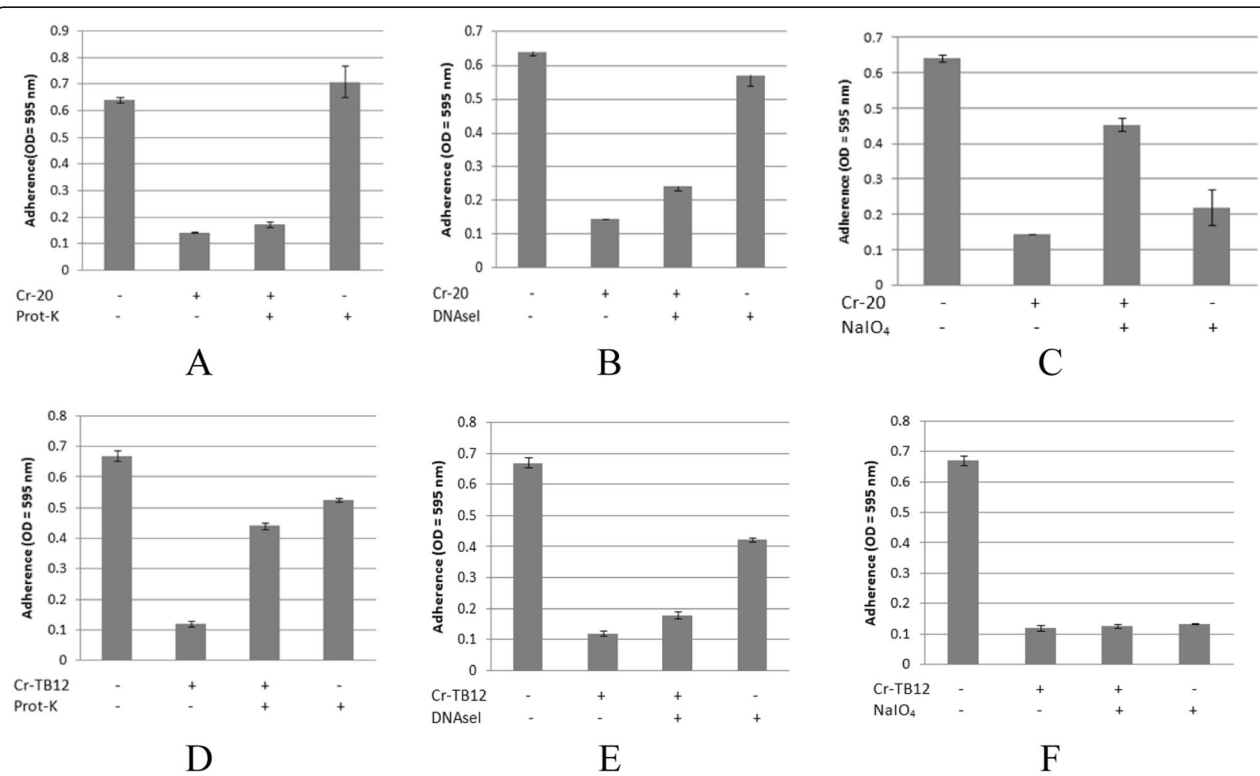 Adherence(OD= 595 nm)
0.9
0.8
0.7
0.6
0.5
0.4
0.3
0.2
0.1
0
Cr-20 - + + -
Prot-K - - + +
A
Adherence (OD = 595 nm)
0.7
0.6
0.5
0.4
0.3
0.2
0.1
0
Cr-20 - + + -
DNAseI - - + +
B
Adherence (OD = 595 nm)
0.7
0.6
0.5
0.4
0.3
0.2
0.1
0
Cr-20 - + + -
NaIO₄ - - + +
C
Adherence (OD = 595 nm)
0.8
0.7
0.6
0.5
0.4
0.3
0.2
0.1
0
Cr-TB12 - + + -
Prot-K - - + +
D
Adherence (OD = 595 nm)
0.8
0.7
0.6
0.5
0.4
0.3
0.2
0.1
0
Cr-TB12 - + + -
DNAseI - - + +
E
Adherence (OD = 595 nm)
0.8
0.7
0.6
0.5
0.4
0.3
0.2
0.1
0
Cr-TB12 - + + -
NaIO₄ - - + +
F